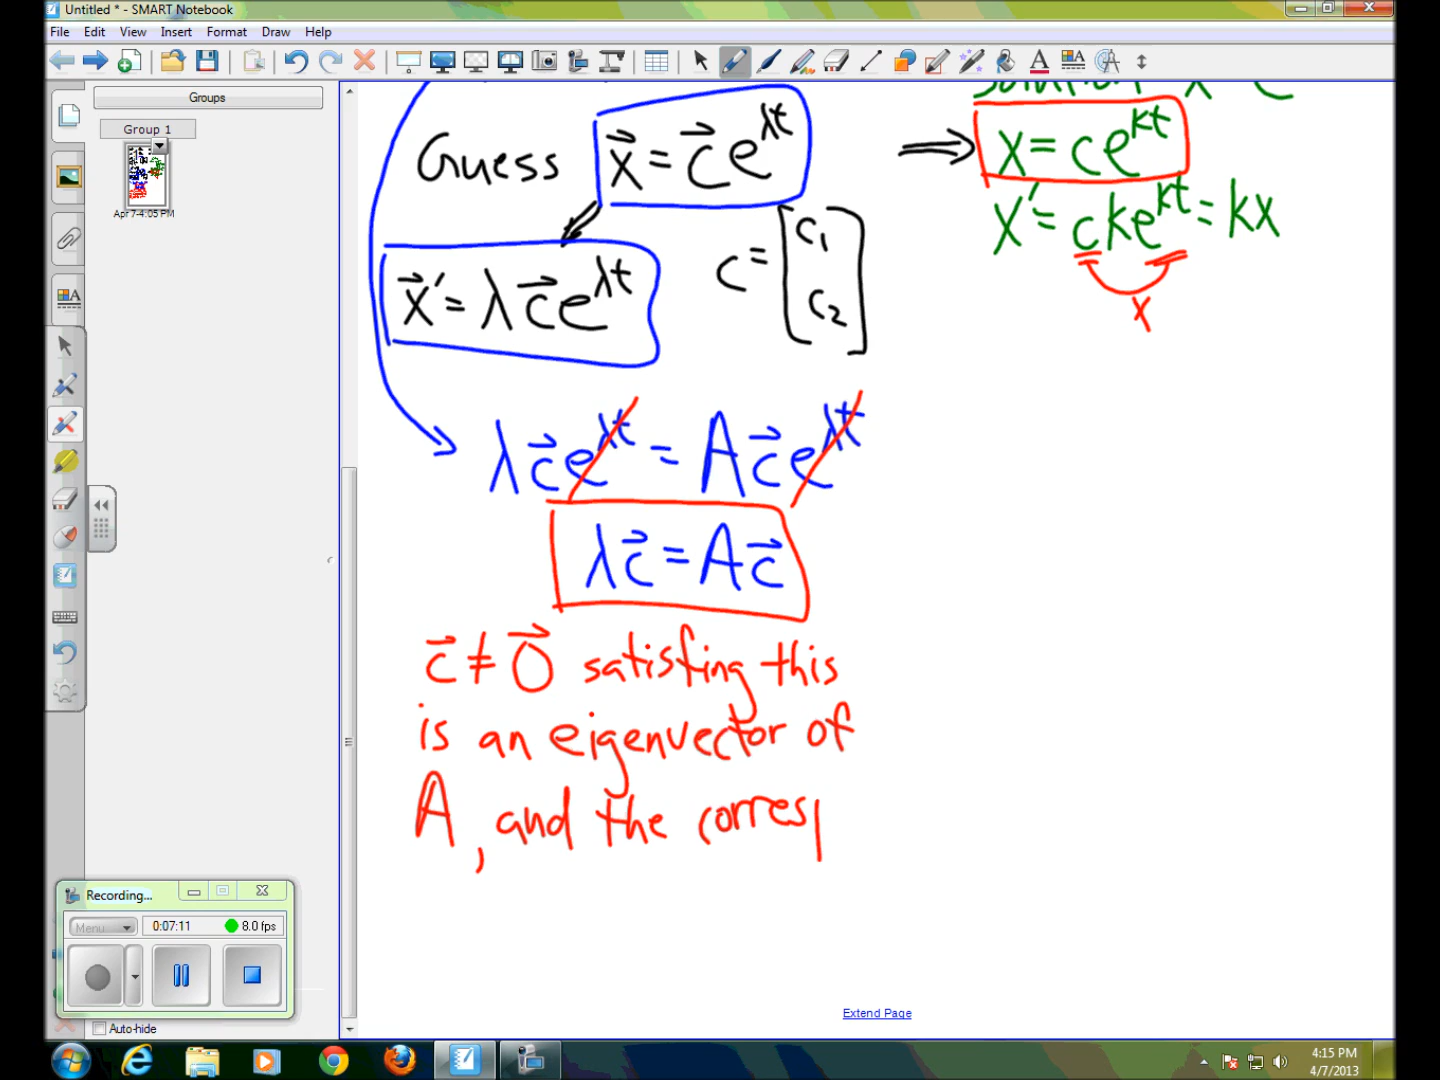 Untitled * - SMART Notebook
File Edit View Insert Format Draw Help
Groups
Group 1
Apr 7-4:05 PM
x = ce^{kt}
x' = cke^{kt} = kx
x
Guess x⃗ = c⃗e^{λt}
x⃗' = λc⃗e^{λt}
c = [c₁ c₂]
λc⃗e^{λt} = Ac⃗e^{λt}
λc⃗ = Ac⃗
c⃗ ≠ 0⃗ satisfing this
is an eigenvector of
A, and the corresp
Extend Page
Recording...
Menu 0:07:11 8.0 fps
Auto-hide
4:15 PM
4/7/2013